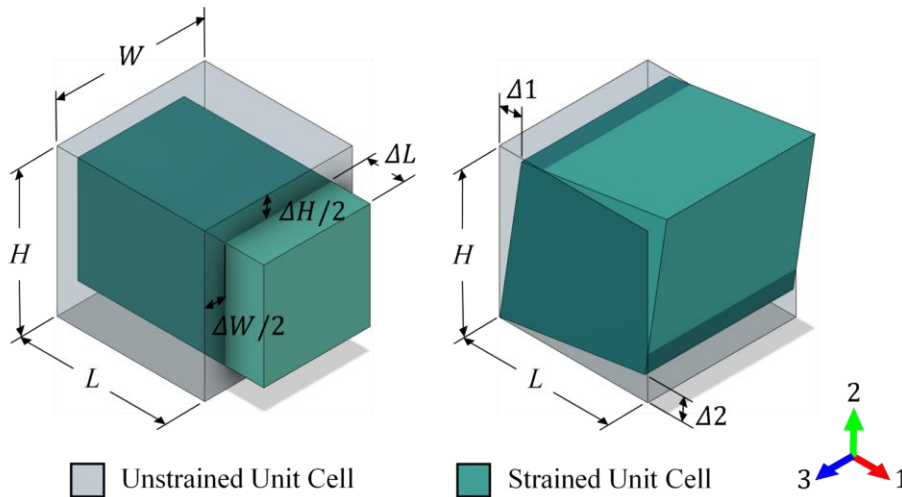 W
ΔL
ΔH/2
H
ΔW/2
L
Δ1
H
L
Δ2
2
3
1
Unstrained Unit Cell
Strained Unit Cell